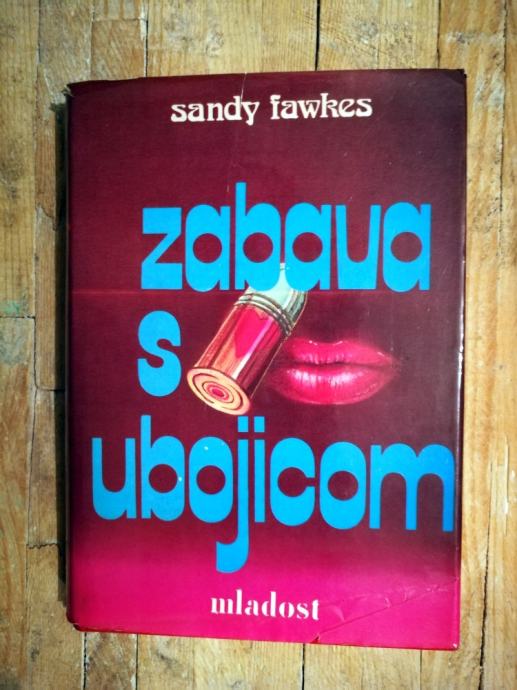 sandy fawkes
zabava
s
ubojicom
mladost